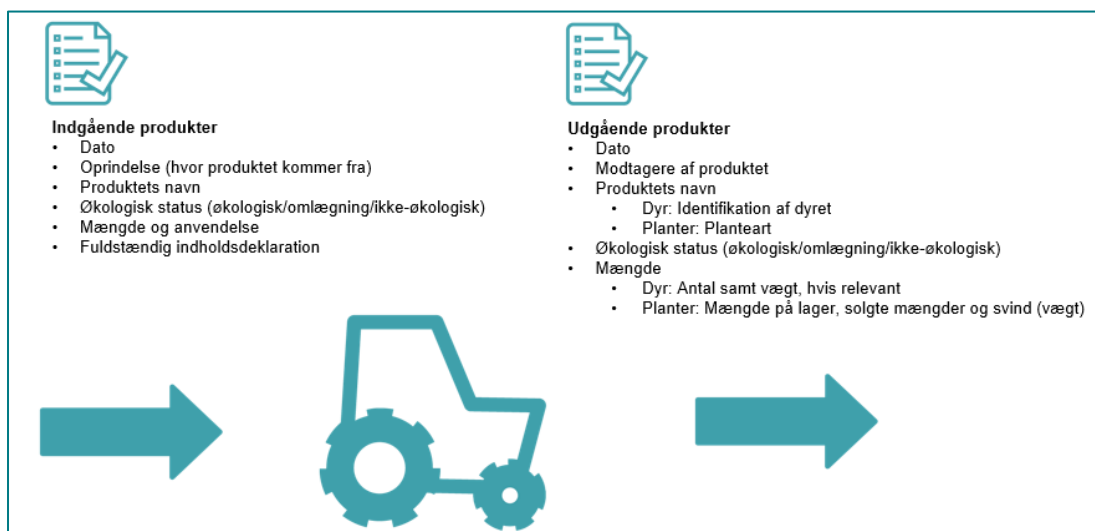 Indgående produkter
• Dato
• Oprindelse (hvor produktet kommer fra)
• Produktets navn
• Økologisk status (økologisk/omlægning/ikke-økologisk)
• Mængde og anvendelse
• Fuldstændig indholdsdeklaration
Udgående produkter
• Dato
• Modtagere af produktet
• Produktets navn
• Dyr: Identifikation af dyret
• Planter: Planteart
• Økologisk status (økologisk/omlægning/ikke-økologisk)
• Mængde
• Dyr: Antal samt vægt, hvis relevant
• Planter: Mængde på lager, solgte mængder og svind (vægt)